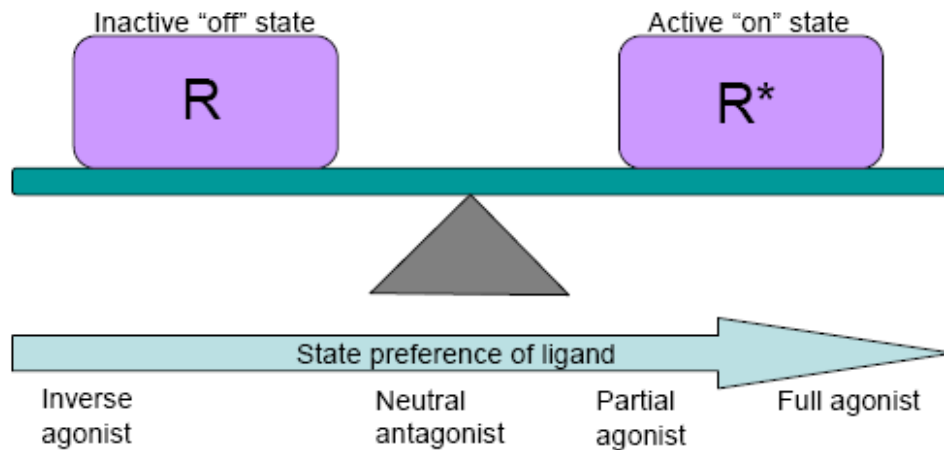 Inactive “off” state
Active “on” state
R
R*
State preference of ligand
Inverse
agonist
Neutral
antagonist
Partial
agonist
Full agonist